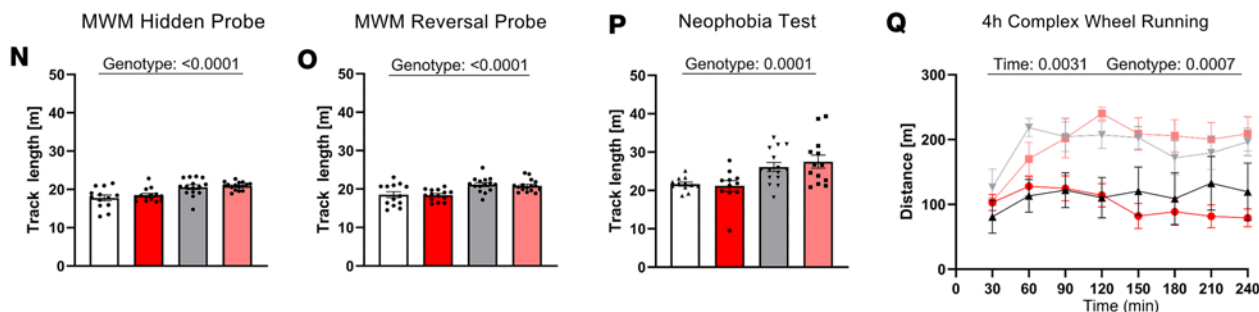 MWM Hidden Probe
N
Genotype: <0.0001
Track length [m]
50
40
30
20
10
0
MWM Reversal Probe
O
Genotype: <0.0001
Track length [m]
50
40
30
20
10
0
Neophobia Test
P
Genotype: 0.0001
Track length [m]
60
40
20
0
4h Complex Wheel Running
Q
Time: 0.0031 Genotype: 0.0007
Distance [m]
300
200
100
0
0 30 60 90 120 150 180 210 240
Time (min)